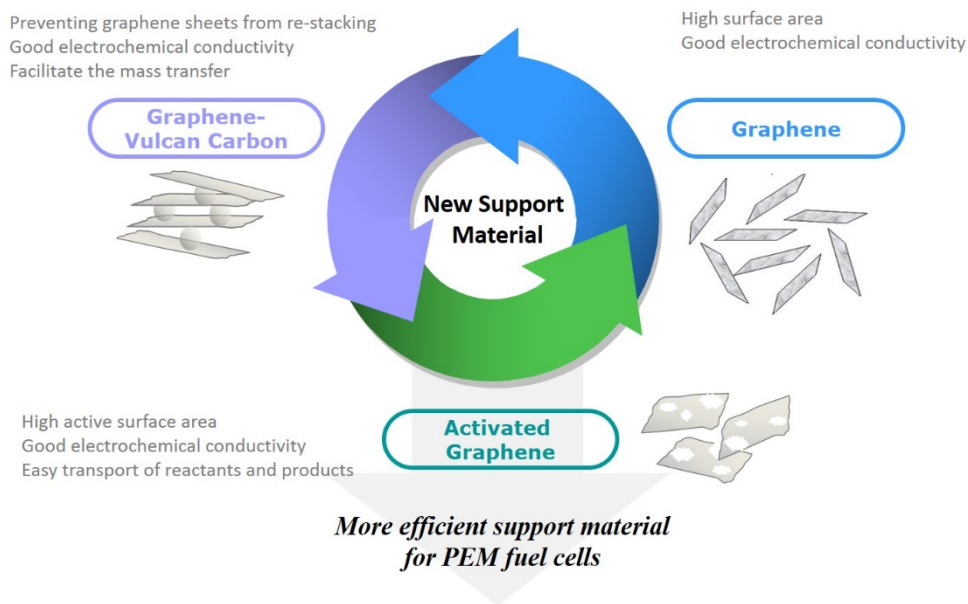 Preventing graphene sheets from re-stacking
Good electrochemical conductivity
Facilitate the mass transfer
Graphene-
Vulcan Carbon
High surface area
Good electrochemical conductivity
Graphene
New Support
Material
High active surface area
Good electrochemical conductivity
Easy transport of reactants and products
Activated
Graphene
More efficient support material
for PEM fuel cells